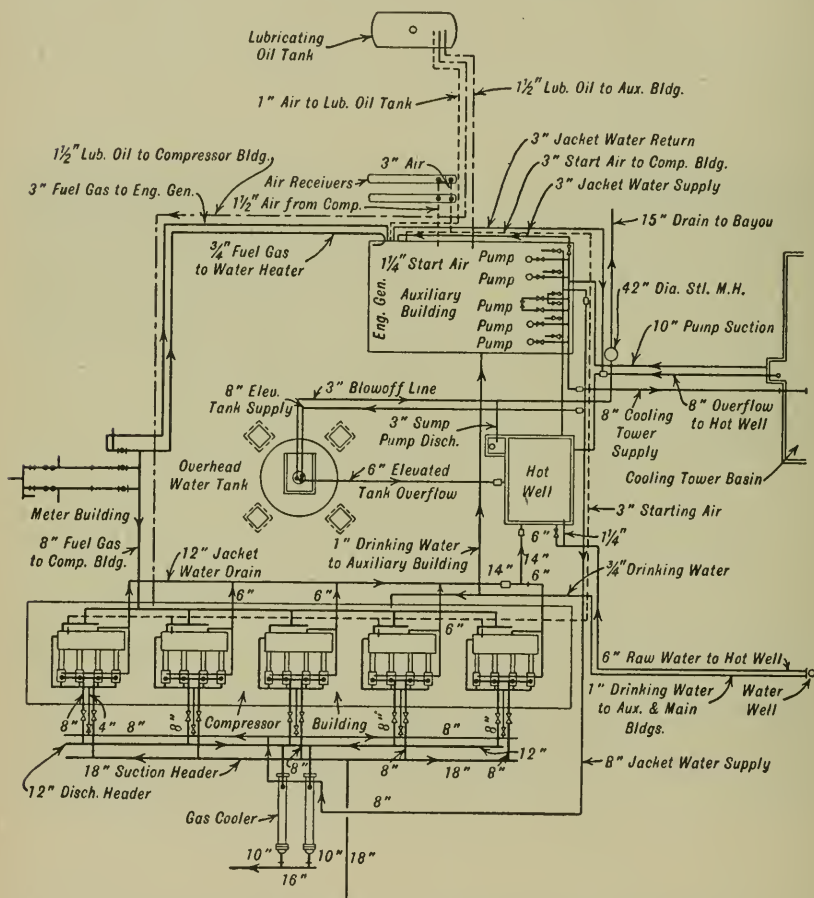 Lubricating
Oil Tank
1" Air to Lub. Oil Tank
1½" Lub. Oil to Aux. Bldg.
1½" Lub. Oil to Compressor Bldg.
3" Fuel Gas to Eng. Gen.
Air Receivers
3" Air
1½" Air from Comp.
3" Jacket Water Return
3" Start Air to Comp. Bldg.
3" Jacket Water Supply
15" Drain to Bayou
¾" Fuel Gas
to Water Heater
1¼" Start Air
Eng. Gen.
Auxiliary
Building
Pump
Pump
Pump
Pump
Pump
42" Dia. Stl. M.H.
10" Pump Suction
8" Elev.
Tank Supply
3" Blowoff Line
3" Sump
Pump Disch.
8" Cooling
Tower
Supply
8" Overflow
to Hot Well
Cooling Tower
Basin
Overhead
Water Tank
6" Elevated
Tank Overflow
Hot
Well
Meter Building
8" Fuel Gas
to Comp. Bldg.
3" Starting Air
12" Jacket
Water Drain
1" Drinking Water
to Auxiliary Building
6"
1¼"
14"
14"
6"
¾" Drinking Water
6"
6"
6"
6"
6" Raw Water to Hot Well
1" Drinking Water
to Aux. & Main
Bldgs.
Water
Well
Compressor
Building
8"
4"
8"
8"
8"
8"
8"
8"
12"
18" Suction Header
8"
8"
18"
8"
12" Disch. Header
8" Jacket Water Supply
Gas Cooler
8"
10"
10"
18"
16"